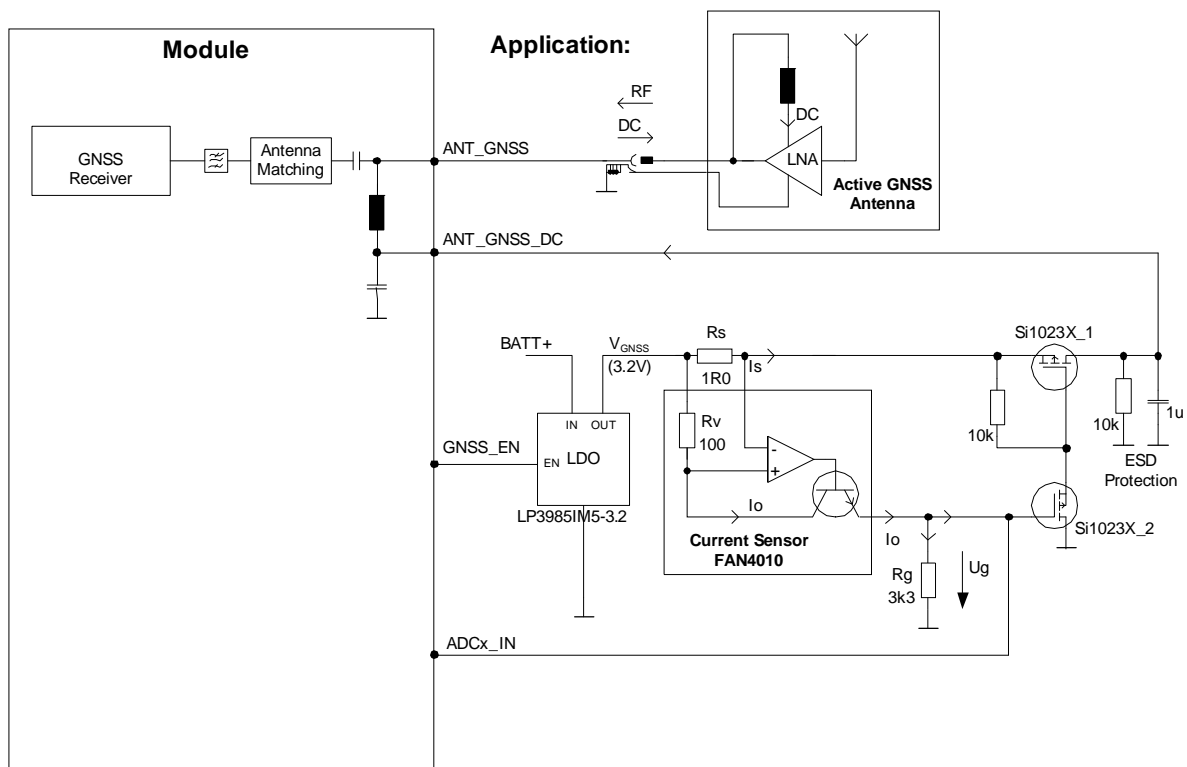 Module
Application:
GNSS
Receiver
Antenna
Matching
ANT_GNSS
RF
DC
DC
LNA
Active GNSS
Antenna
ANT_GNSS_DC
BATT+
VGNSS
(3.2V)
Rs
1R0
Is
Si1023X_1
IN OUT
Rv
100
-
+
10k
10k
1u
GNSS_EN
EN
LDO
ESD
Protection
LP3985IM5-3.2
Io
Current Sensor
FAN4010
Io
Si1023X_2
Rg
3k3
Ug
ADCx_IN